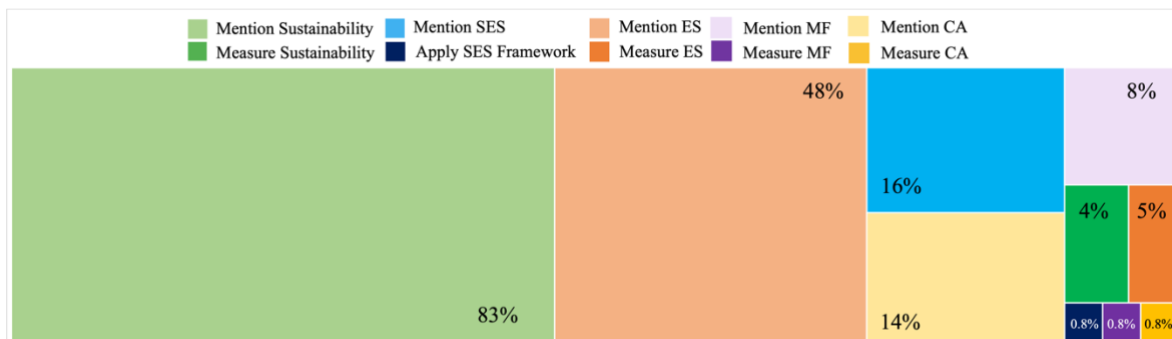 Mention Sustainability Mention SES Mention ES Mention MF Mention CA
Measure Sustainability Apply SES Framework Measure ES Measure MF Measure CA
48% 8%
16%
4% 5%
83% 14% 0.8% 0.8% 0.8%